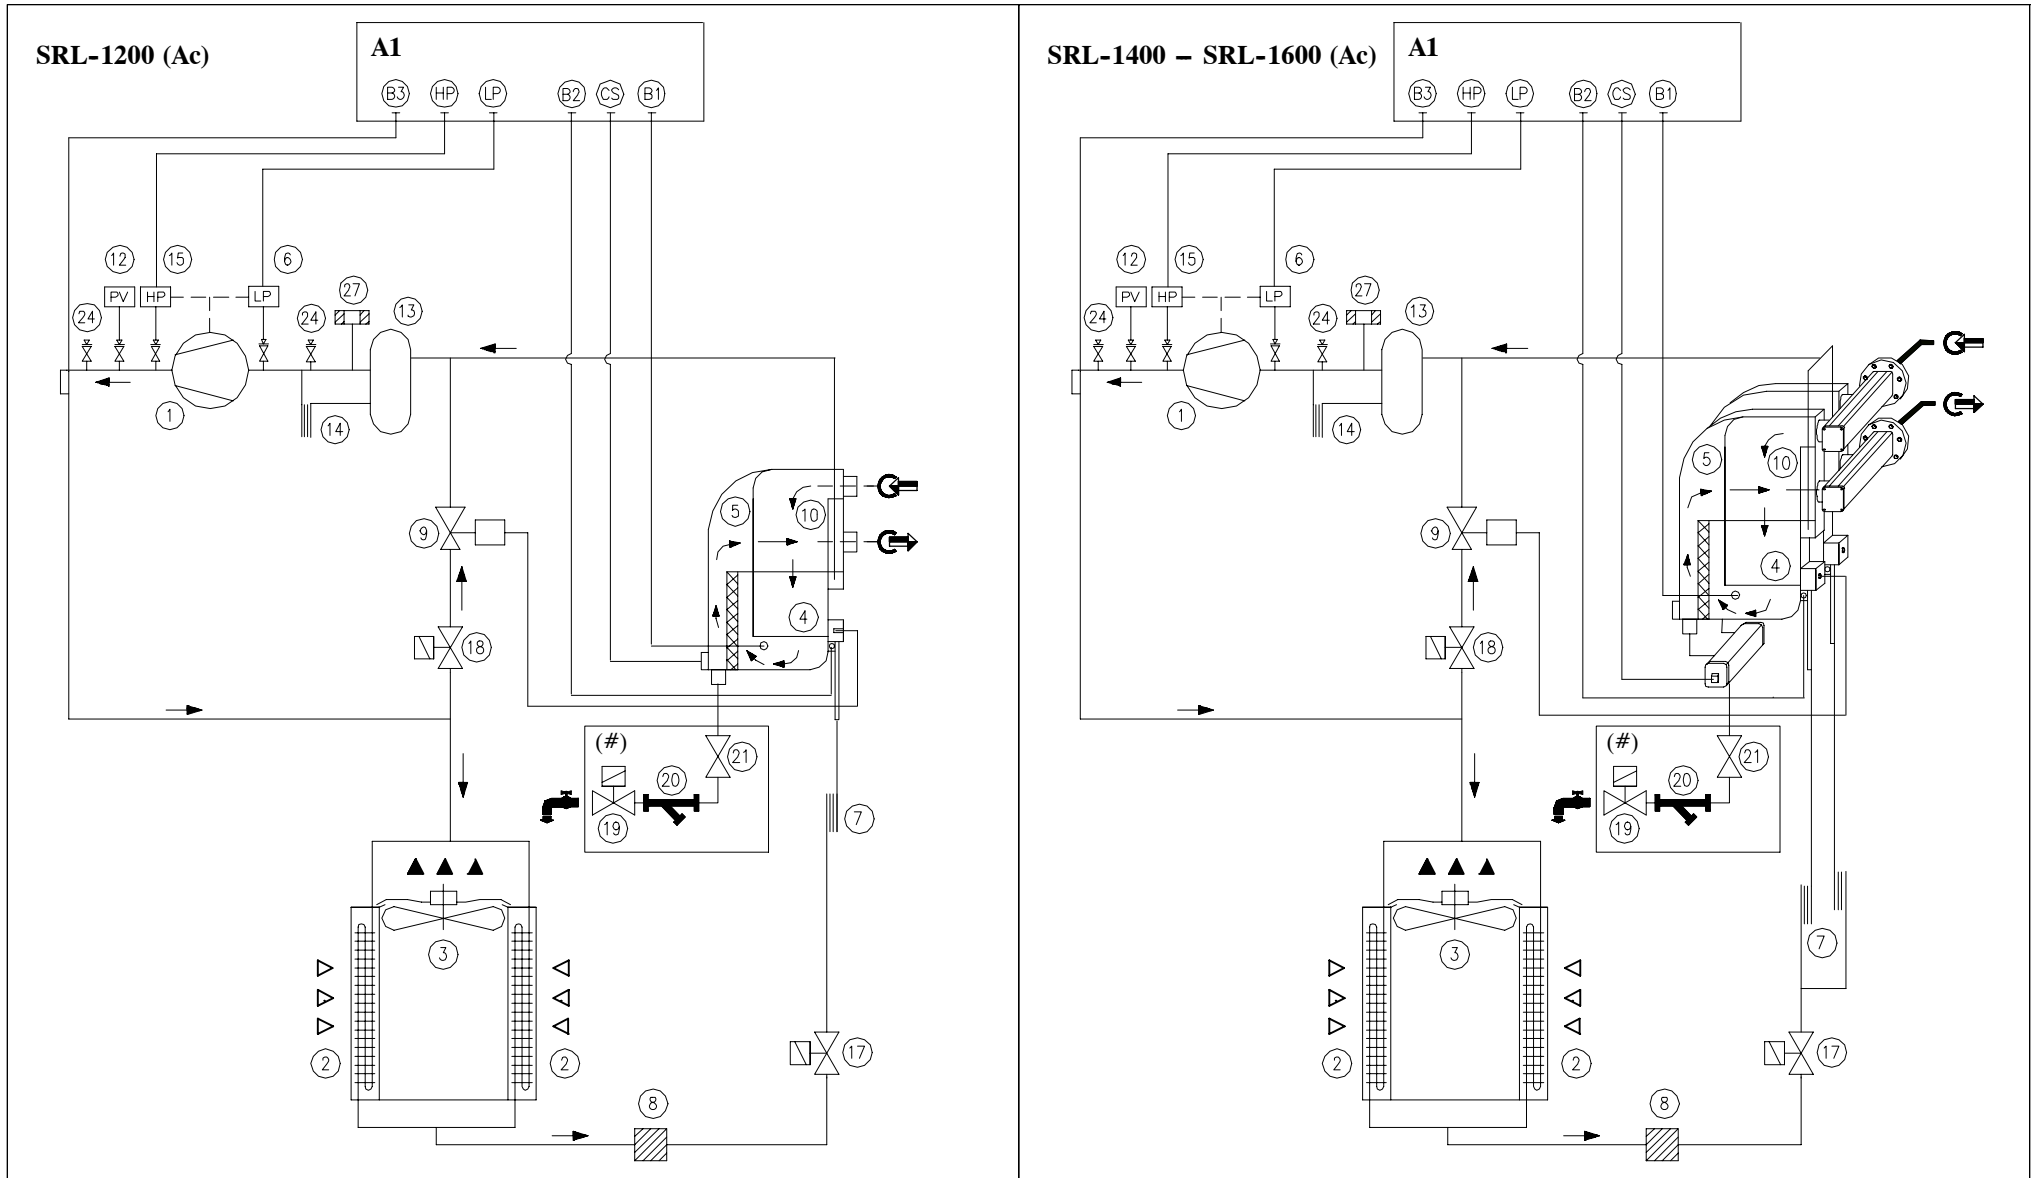 SRL-1200 (Ac)
A1
B3 HP LP B2 CS B1
12 15 6
PV HP LP 27
24 24 13
1 14
5 10
9
4
18
(#)
21
20
19
7
3
2 2
17
8
SRL-1400 – SRL-1600 (Ac)
A1
B3 HP LP B2 CS B1
12 15 6
PV HP LP 27
24 24 13
1 14
5 10
9
4
18
(#)
21
20
19
7
3
2 2
17
8